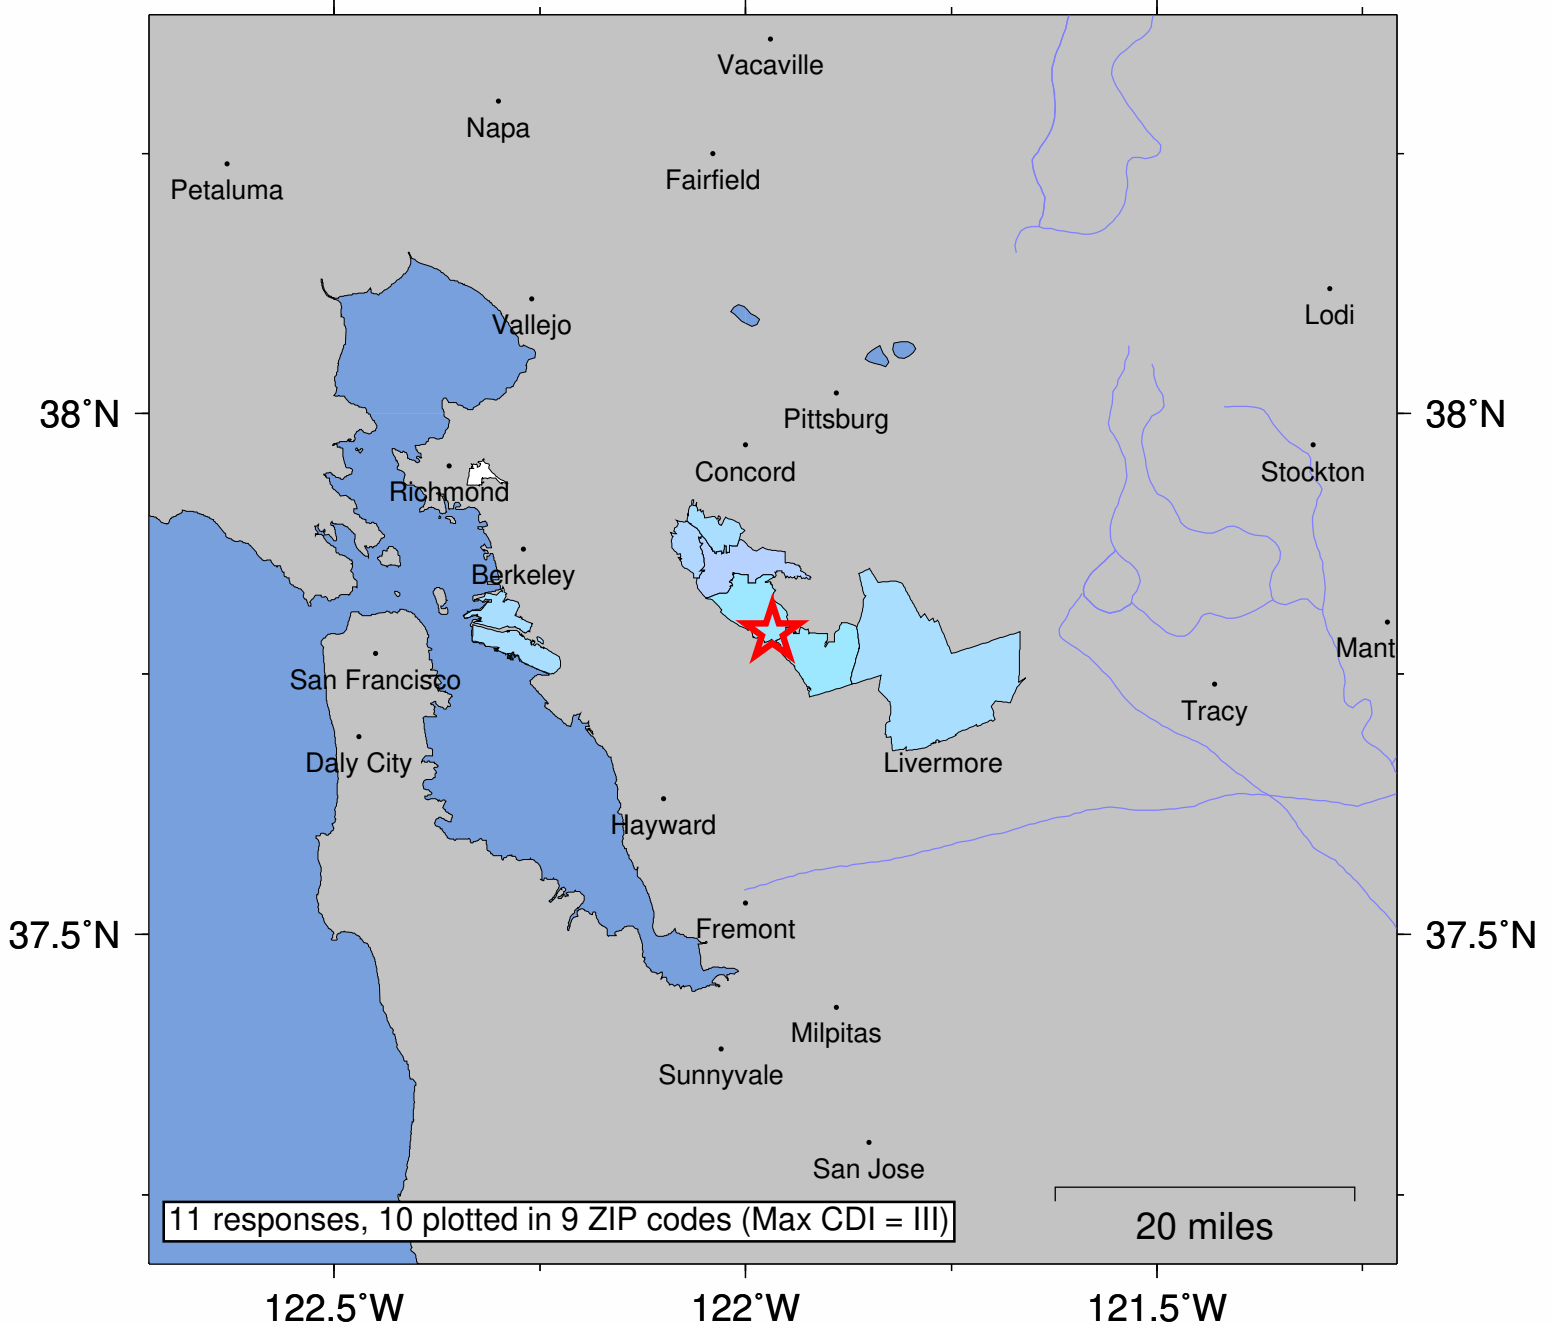 Vacaville
Napa
Fairfield
Petaluma
Lodi
Vallejo
38˚N
Pittsburg
38˚N
Concord
Stockton
Richmond
Berkeley
Mant
San Francisco
Tracy
Daly City
Livermore
Hayward
Fremont
37.5˚N
37.5˚N
Milpitas
Sunnyvale
San Jose
11 responses, 10 plotted in 9 ZIP codes (Max CDI = III)
20 miles
122.5˚W
122˚W
121.5˚W